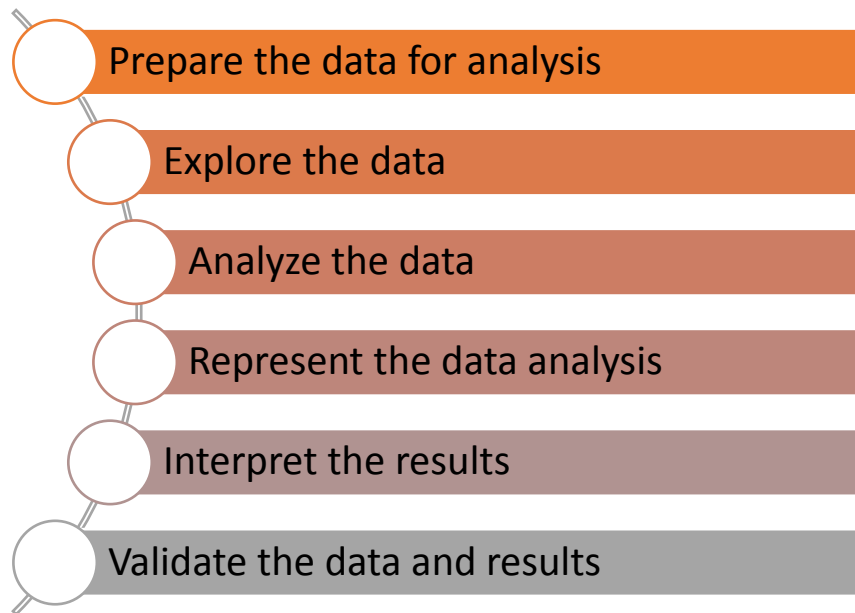 Prepare the data for analysis
Explore the data
Analyze the data
Represent the data analysis
Interpret the results
Validate the data and results